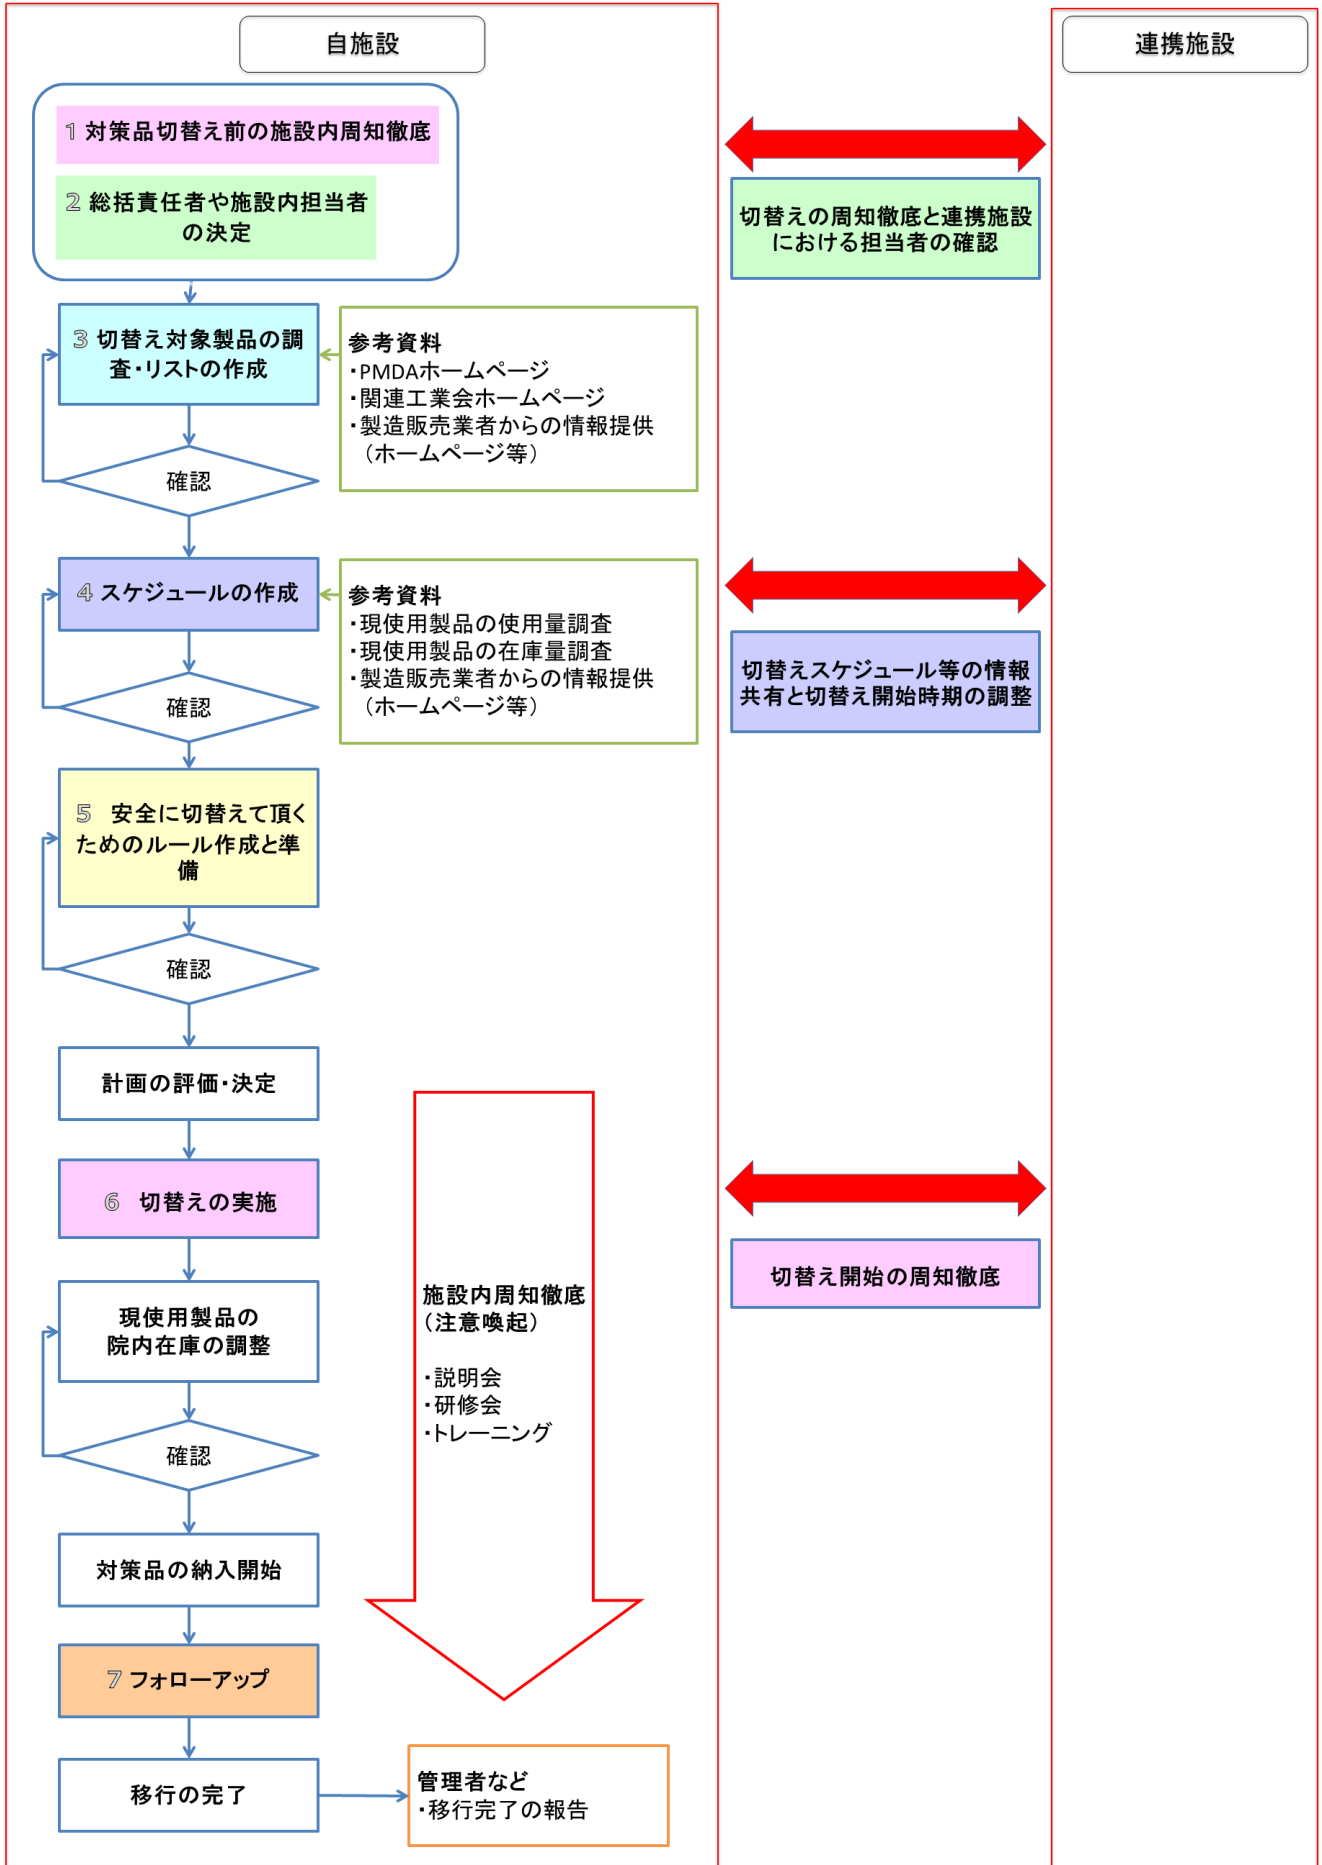 自施設
連携施設
1 対策品切替え前の施設内周知徹底
2 総括責任者や施設内担当者
の決定
切替えの周知徹底と連携施設
における担当者の確認
3 切替え対象製品の調
査・リストの作成
参考資料
・PMDAホームページ
・関連工業会ホームページ
・製造販売業者からの情報提供
（ホームページ等）
確認
4 スケジュールの作成
参考資料
・現使用製品の使用量調査
・現使用製品の在庫量調査
・製造販売業者からの情報提供
（ホームページ等）
切替えスケジュール等の情報
共有と切替え開始時期の調整
確認
5 安全に切替えて頂く
ためのルール作成と準
備
確認
計画の評価・決定
6 切替えの実施
切替え開始の周知徹底
現使用製品の
院内在庫の調整
施設内周知徹底
（注意喚起）
・説明会
・研修会
・トレーニング
確認
対策品の納入開始
7 フォローアップ
移行の完了
管理者など
・移行完了の報告